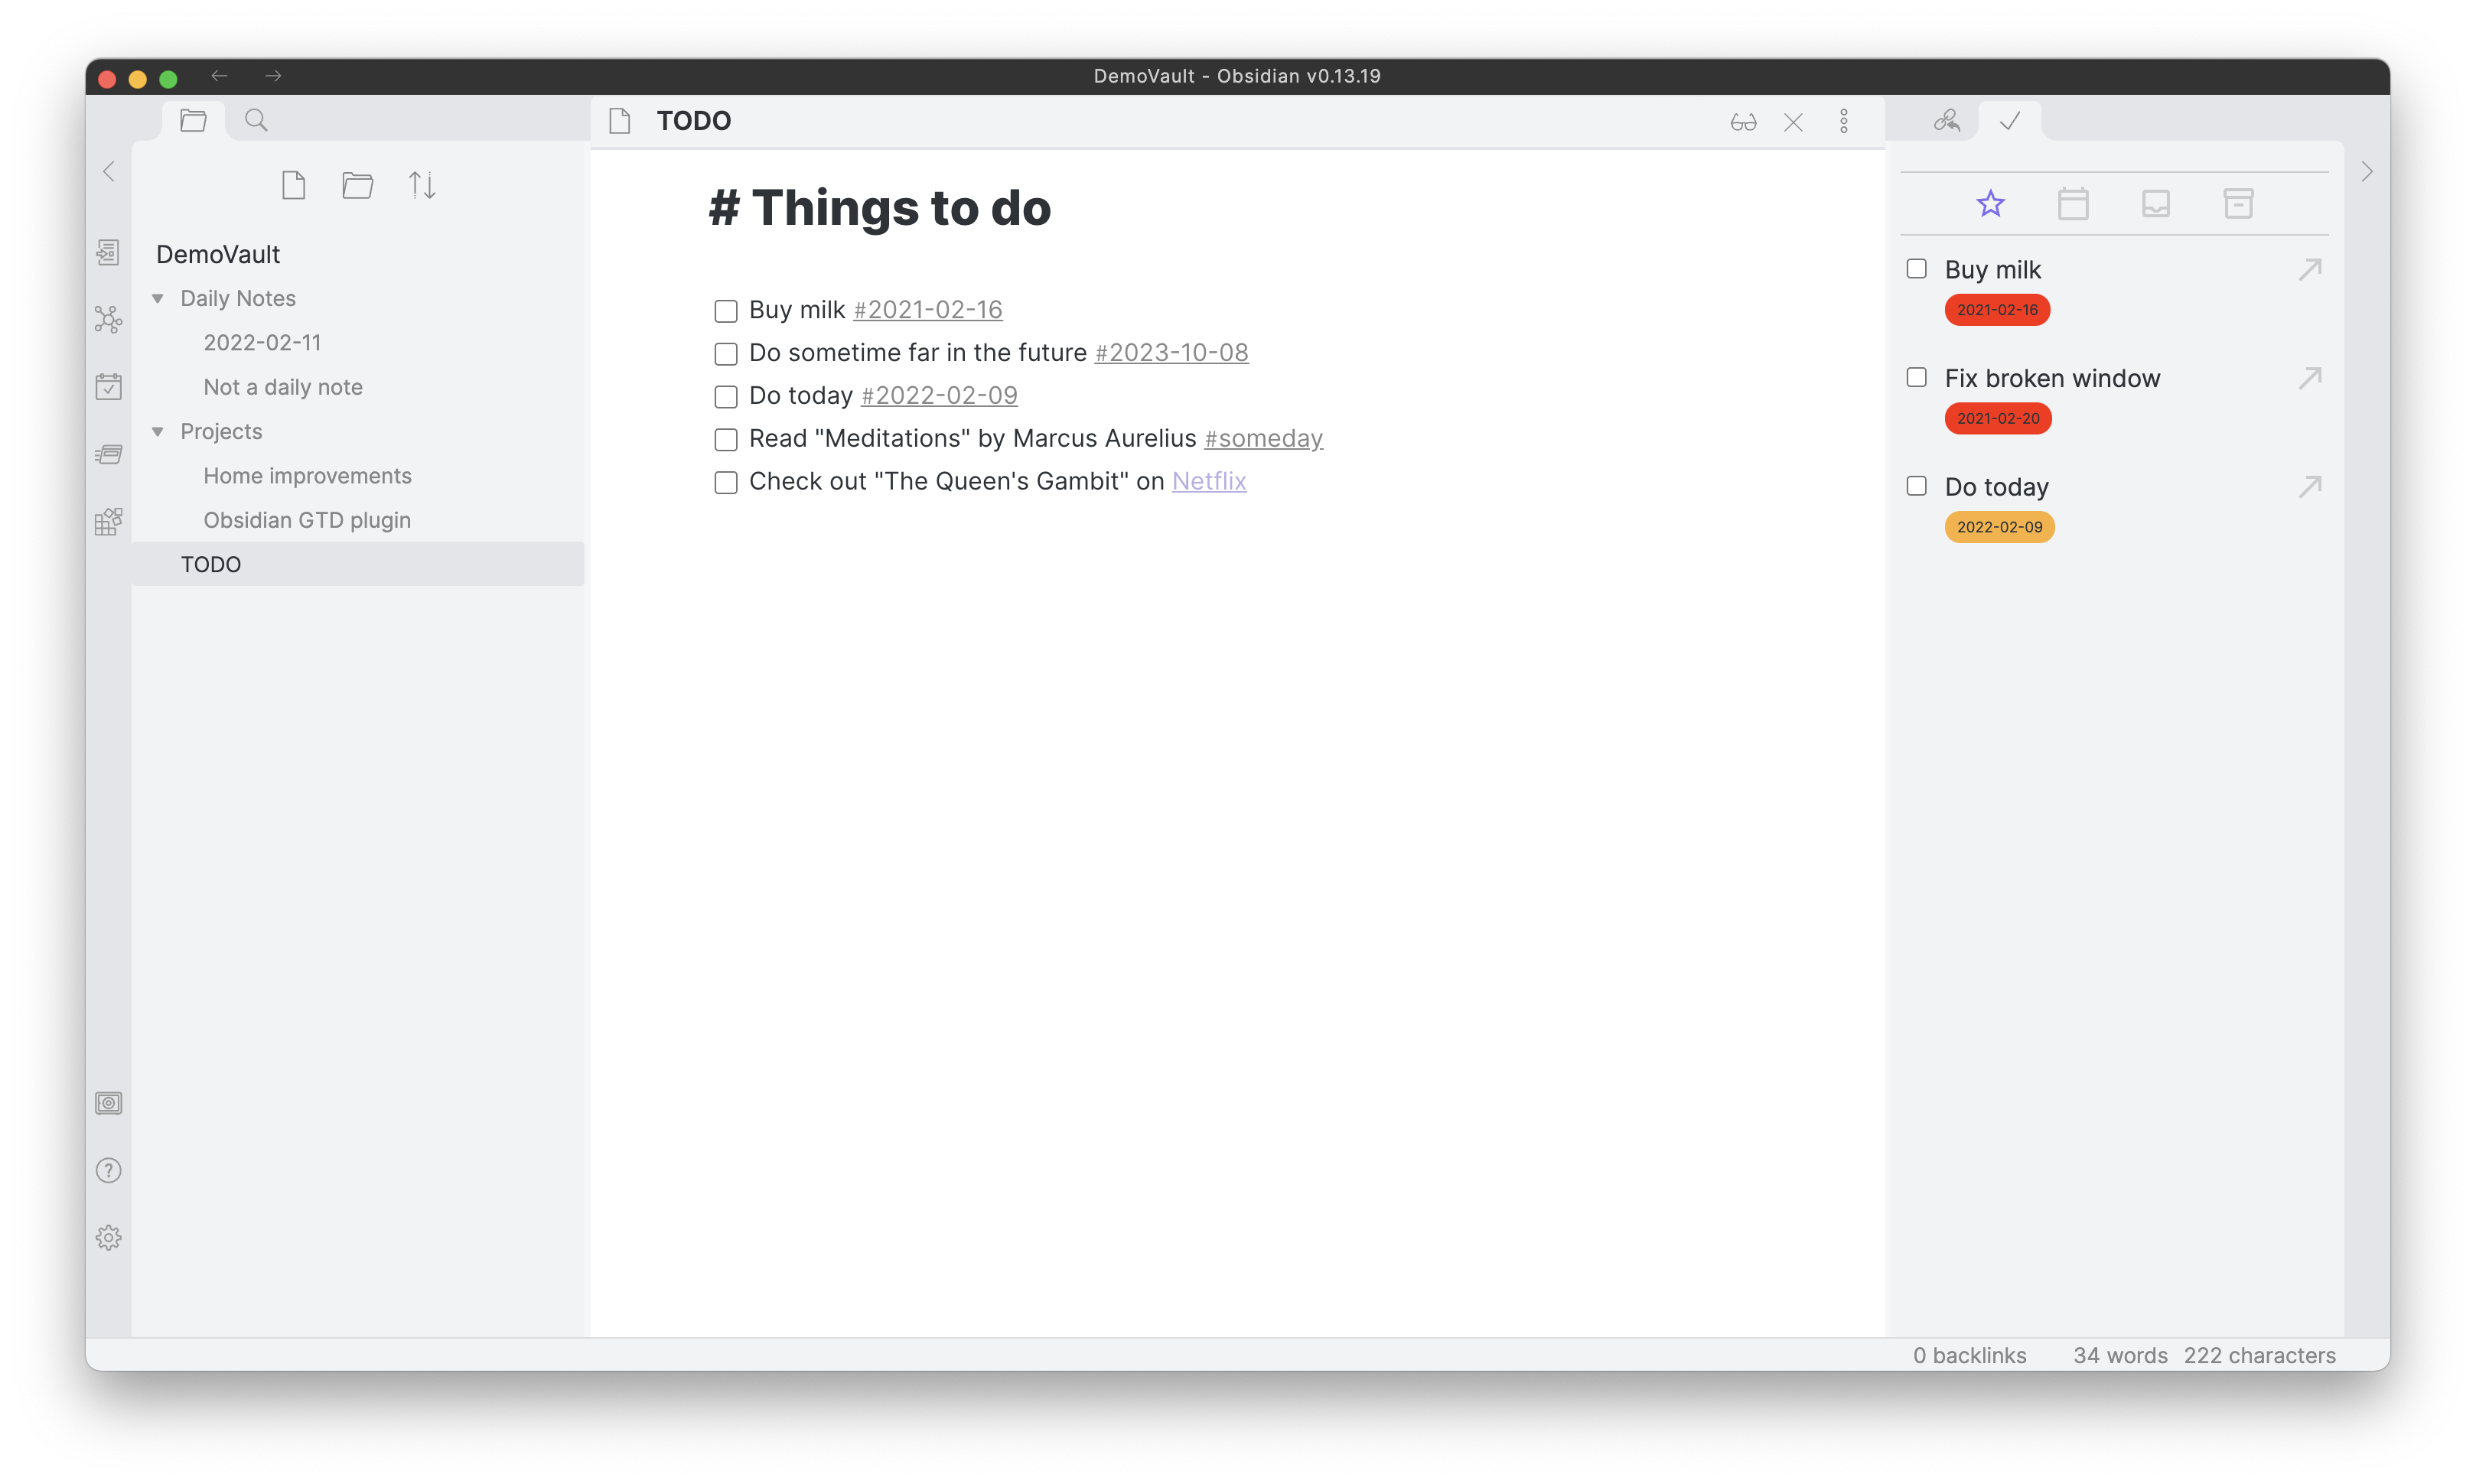 DemoVault - Obsidian v0.13.19
DemoVault
Daily Notes
2022-02-11
Not a daily note
Projects
Home improvements
Obsidian GTD plugin
TODO
TODO
# Things to do
Buy milk #2021-02-16
Do sometime far in the future #2023-10-08
Do today #2022-02-09
Read "Meditations" by Marcus Aurelius #someday
Check out "The Queen's Gambit" on Netflix
Buy milk
2021-02-16
Fix broken window
2021-02-20
Do today
2022-02-09
0 backlinks 34 words 222 characters